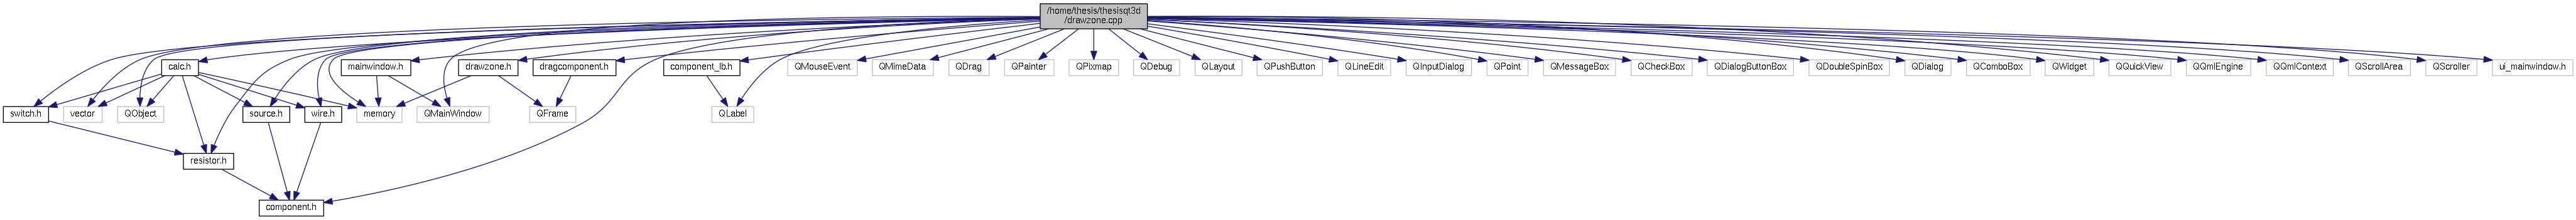 /home/thesis/thesisqt3d
/drawzone.cpp
calc.h
mainwindow.h
drawzone.h
dragcomponent.h
component_lb.h
QMouseEvent
QMimeData
QDrag
QPainter
QPixmap
QDebug
QLayout
QPushButton
QLineEdit
QInputDialog
QPoint
QMessageBox
QCheckBox
QDialogButtonBox
QDoubleSpinBox
QDialog
QComboBox
QWidget
QQuickView
QQmlEngine
QQmlContext
QScrollArea
QScroller
ui_mainwindow.h
switch.h
vector
QObject
source.h
wire.h
memory
QMainWindow
QFrame
QLabel
resistor.h
component.h